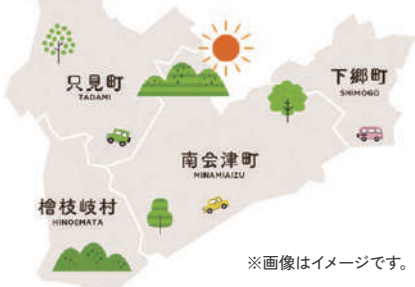 只見町
TADAMI
下郷町
SHIMOGO
南会津町
MINAMIAIZU
檜枝岐村
HINOEMATA
※画像はイメージです。